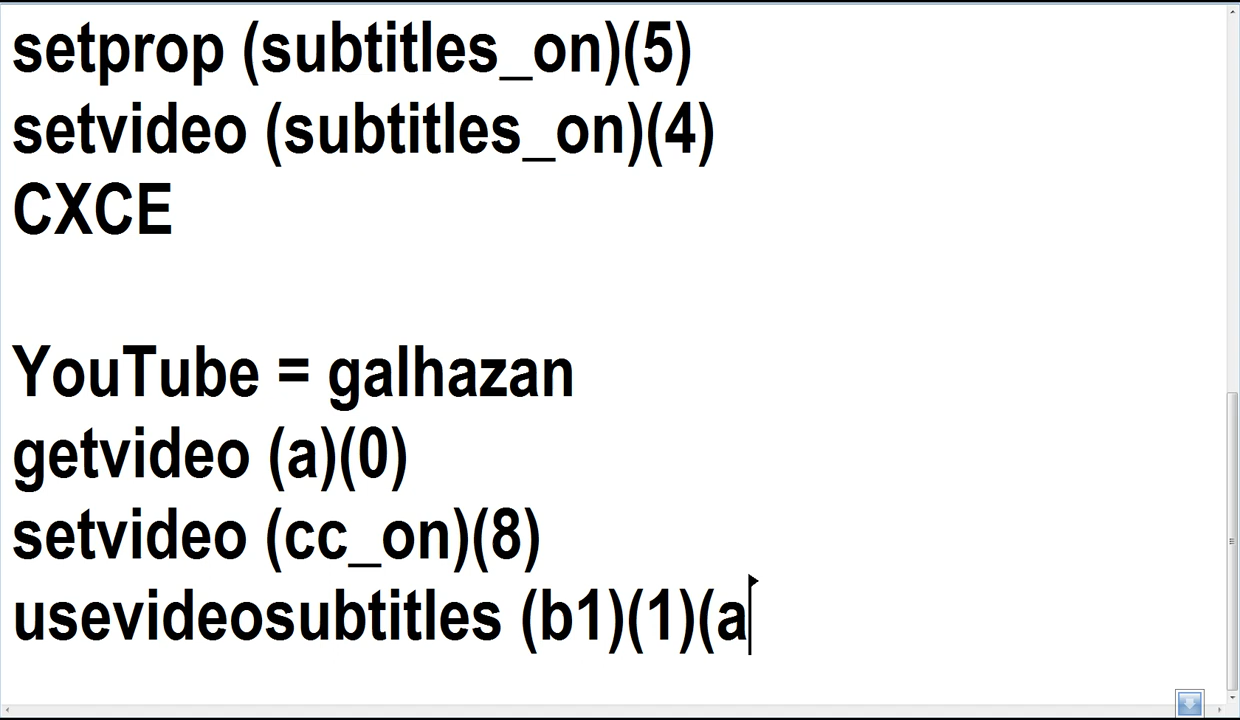 setprop (subtitles_on)(5)
setvideo (subtitles_on)(4)
CXCE
YouTube = galhazan
getvideo (a)(0)
setvideo (cc_on)(8)
usevideosubtitles (b1)(1)(a